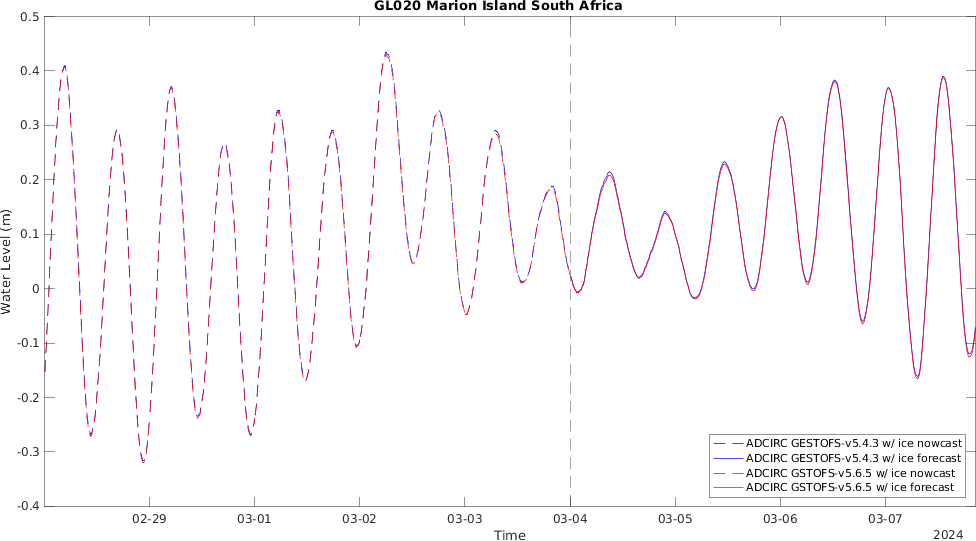 GL020 Marion Island South Africa
0.5
0.4
0.3
0.2
0.1
0
-0.1
-0.2
-0.3
-0.4
Water Level (m)
02-29 03-01 03-02 03-03 03-04 03-05 03-06 03-07
Time
2024
ADCIRC GESTOFS-v5.4.3 w/ ice nowcast
ADCIRC GESTOFS-v5.4.3 w/ ice forecast
ADCIRC GSTOFS-v5.6.5 w/ ice nowcast
ADCIRC GSTOFS-v5.6.5 w/ ice forecast